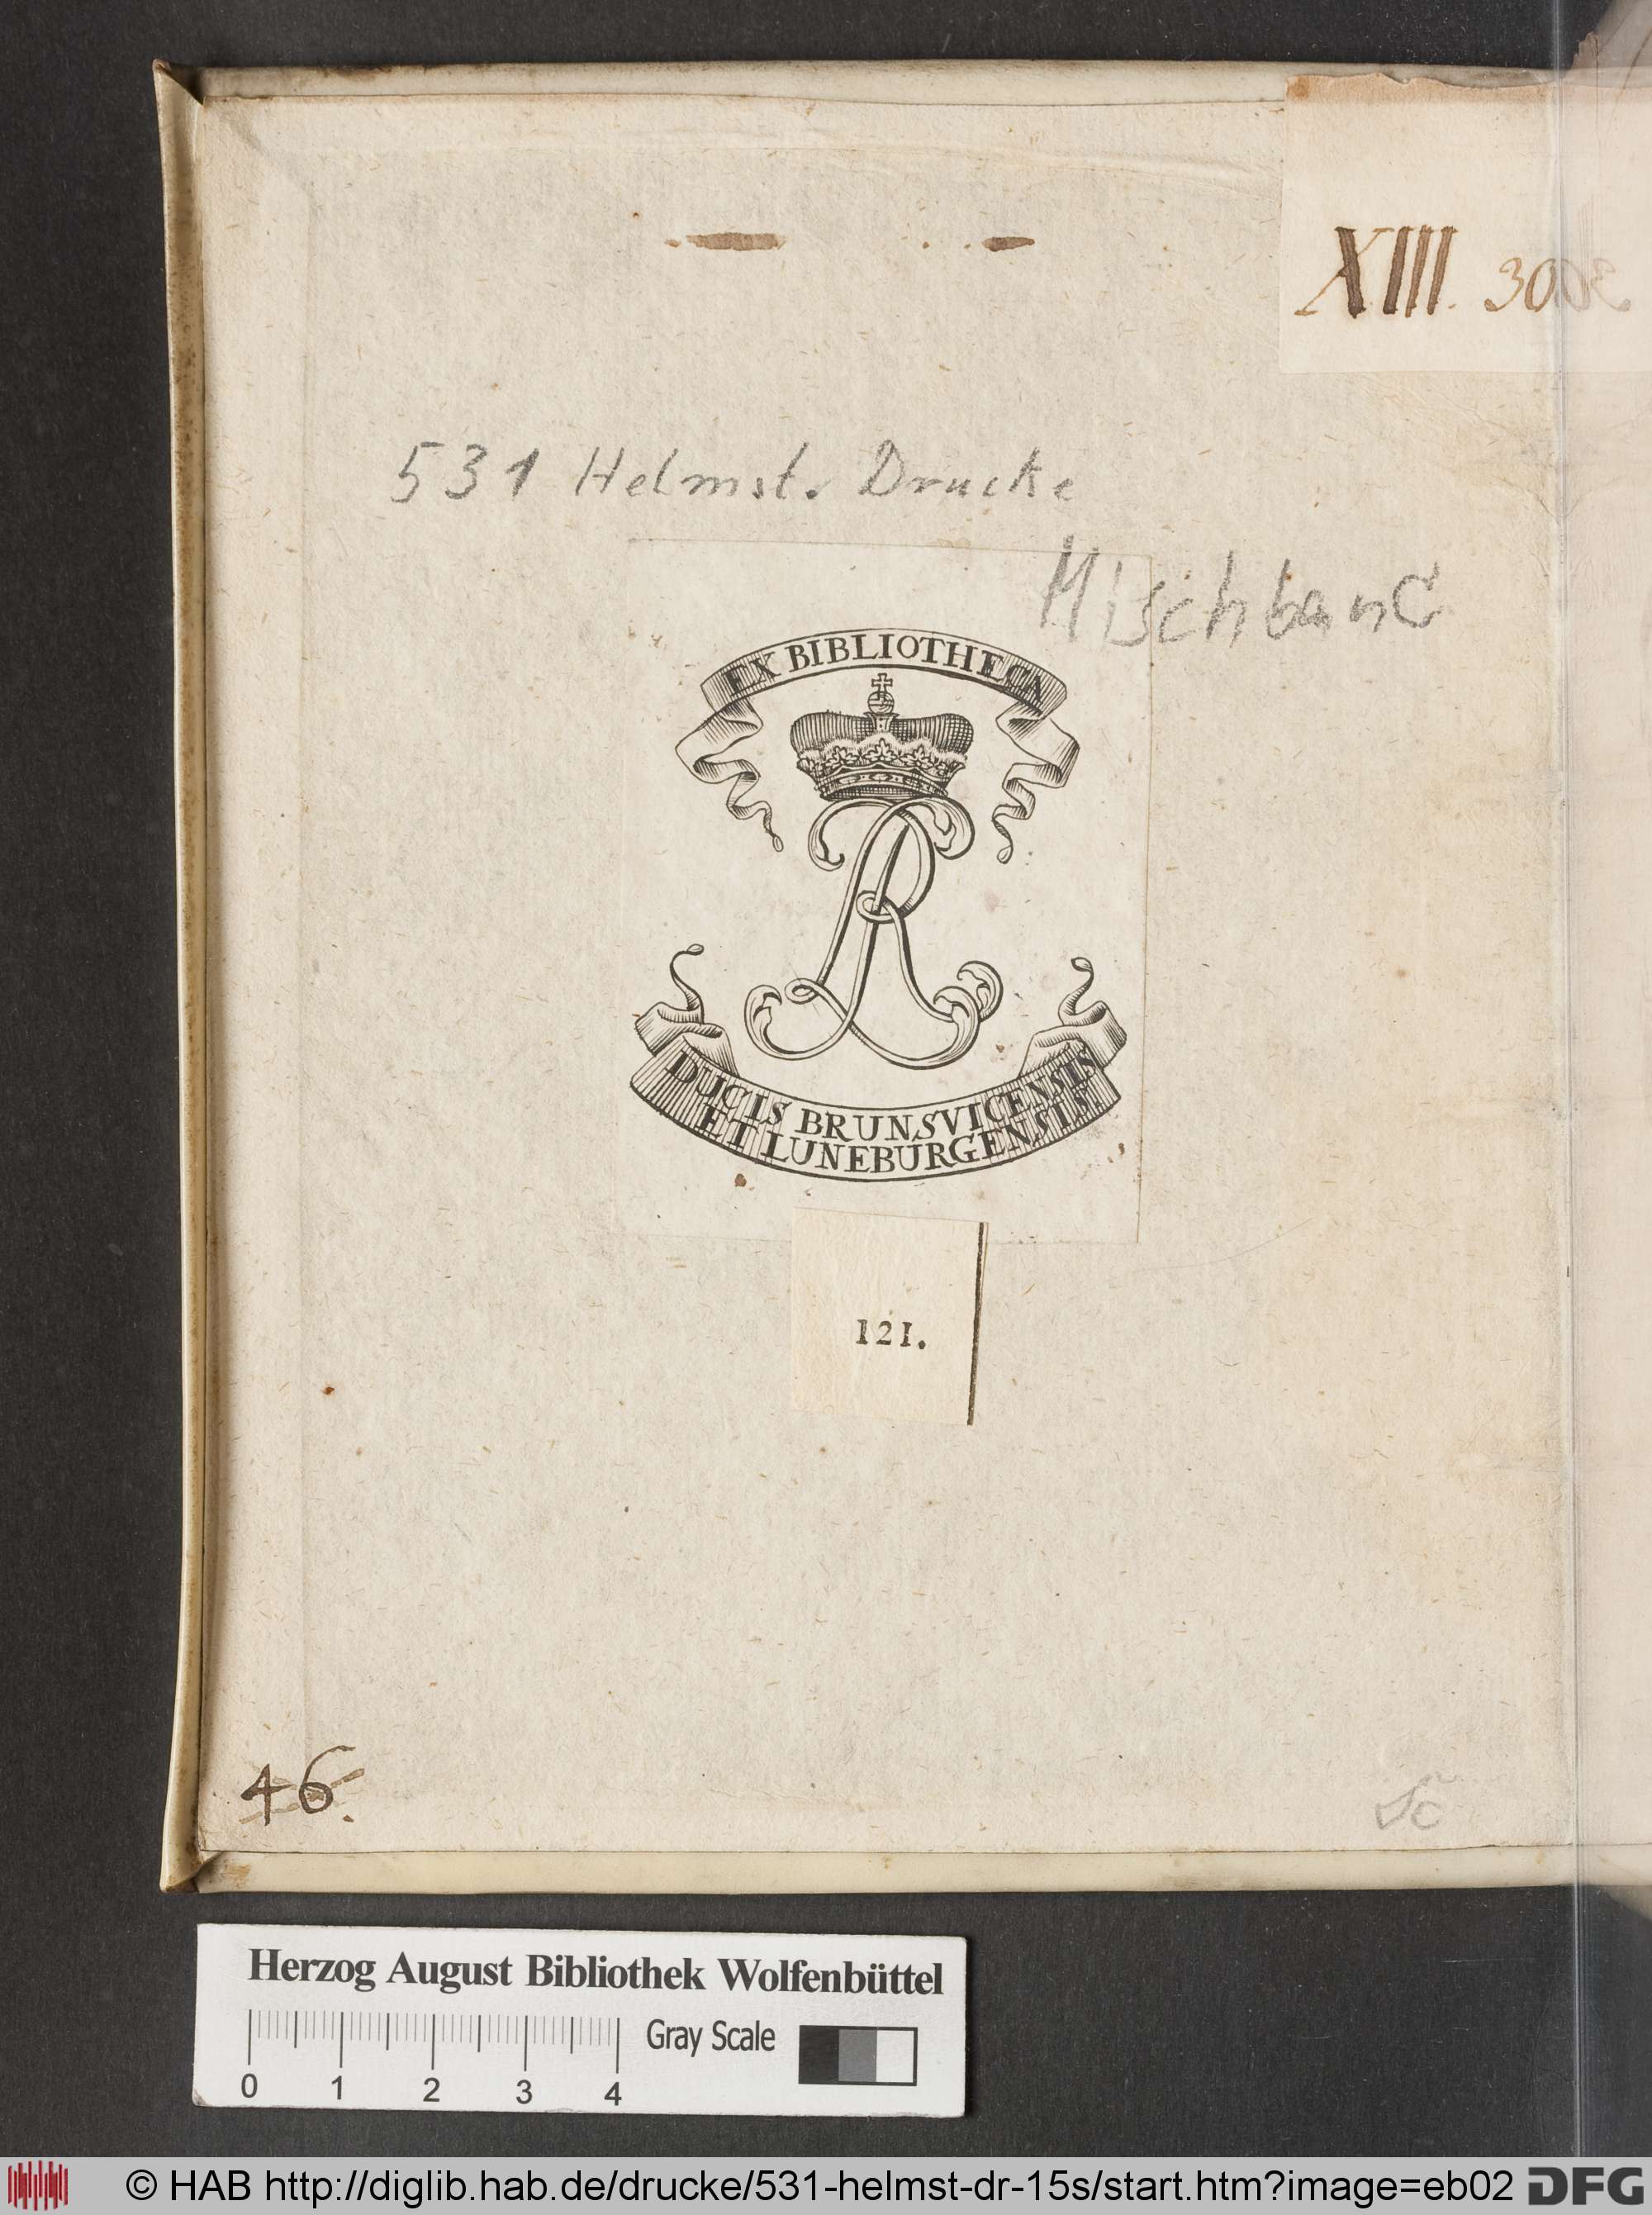 XIII. 30
531 Helmst. Drucke
Mischband
EX BIBLIOTHECA
DUCIS BRUNSVICENSIS
ET LUNEBURGENSIS
121.
46.
Herzog August Bibliothek Wolfenbüttel
Gray Scale
0 1 2 3 4
© HAB http://diglib.hab.de/drucke/531-helmst-dr-15s/start.htm?image=eb02 DFG